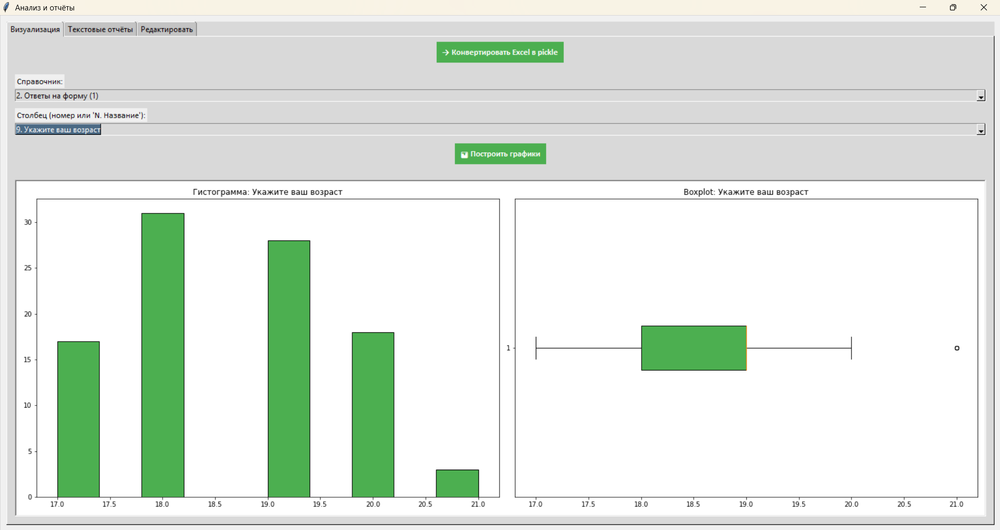 Анализ и отчёты
Визуализация Текстовые отчёты Редактировать
→ Конвертировать Excel в pickle
Справочник:
2. Ответы на форму (1)
Столбец (номер или 'N. Название'):
9. Укажите ваш возраст
Построить графики
Гистограмма: Укажите ваш возраст
30
25
20
15
10
5
0
17.0 17.5 18.0 18.5 19.0 19.5 20.0 20.5 21.0
Boxplot: Укажите ваш возраст
1
17.0 17.5 18.0 18.5 19.0 19.5 20.0 20.5 21.0